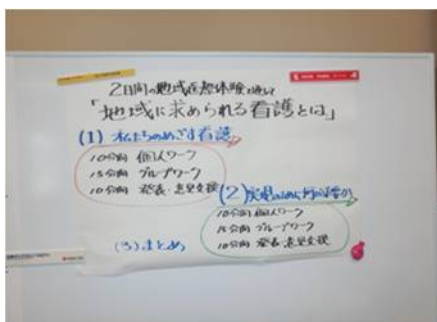 2日間の地域医療体験を通して
「地域に求められる看護とは」
(1) 私たちのめざす看護
10分間 個人ワーク
15分間 グループワーク
10分間 発表・意見交換
(2) 実現のために何が必要か
10分間 個人ワーク
15分間 グループワーク
10分間 発表・意見交換
(3) まとめ